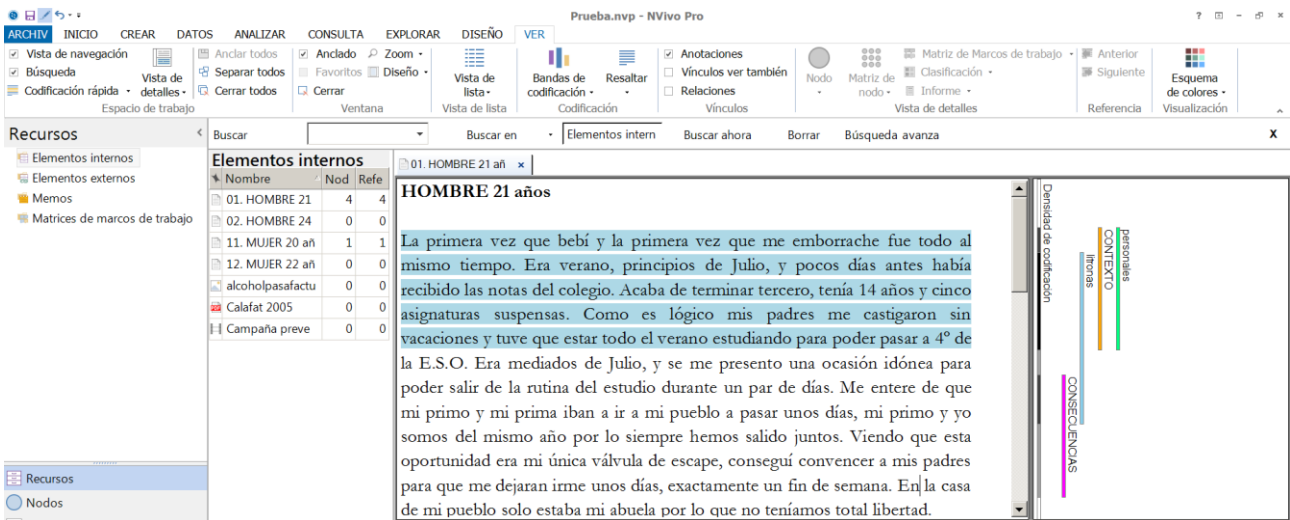 Prueba.nvp - NVivo Pro
ARCHIV INICIO CREAR DATOS ANALIZAR CONSULTA EXPLORAR DISEÑO VER
Vista de navegación
Búsqueda
Codificación rápida
Vista de detalles
Anclar todos
Separar todos
Cerrar todos
Espacio de trabajo
Anclado
Favoritos
Cerrar
Zoom
Diseño
Ventana
Vista de lista
Vista de lista
Bandas de codificación
Resaltar
Codificación
Anotaciones
Vínculos ver también
Relaciones
Vínculos
Nodo
Matriz de nodo
Matriz de Marcos de trabajo
Clasificación
Informe
Vista de detalles
Anterior
Siguiente
Referencia
Esquema de colores
Visualización
Recursos
Elementos internos
Elementos externos
Memos
Matrices de marcos de trabajo
Recursos
Nodos
Buscar Buscar en Elementos intern Buscar ahora Borrar Búsqueda avanza X
Elementos internos
Nombre Nod Refe
01. HOMBRE 21 4 4
02. HOMBRE 24 0 0
11. MUJER 20 añ 1 1
12. MUJER 22 añ 0 0
alcoholpasafactu 0 0
Calafat 2005 0 0
Campaña preve 0 0
01. HOMBRE 21 añ
HOMBRE 21 años
La primera vez que bebí y la primera vez que me emborrache fue todo al
mismo tiempo. Era verano, principios de Julio, y pocos días antes había
recibido las notas del colegio. Acaba de terminar tercero, tenía 14 años y cinco
asignaturas suspensas. Como es lógico mis padres me castigaron sin
vacaciones y tuve que estar todo el verano estudiando para poder pasar a 4º de
la E.S.O. Era mediados de Julio, y se me presento una ocasión idónea para
poder salir de la rutina del estudio durante un par de días. Me entere de que
mi primo y mi prima iban a ir a mi pueblo a pasar unos días, mi primo y yo
somos del mismo año por lo siempre hemos salido juntos. Viendo que esta
oportunidad era mi única válvula de escape, conseguí convencer a mis padres
para que me dejaran irme unos días, exactamente un fin de semana. En la casa
de mi pueblo solo estaba mi abuela por lo que no teníamos total libertad.
Densidad de codificación
CONSECUENCIAS
litronas
CONTEXTO
personales